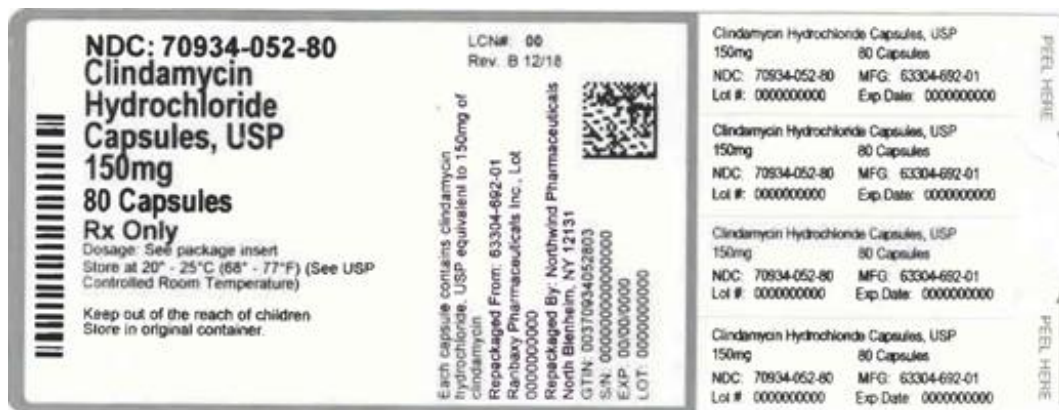 NDC: 70934-052-80
Clindamycin
Hydrochloride
Capsules, USP
150mg
80 Capsules
Rx Only
Dosage: See package insert
Store at 20° - 25°C (68° - 77°F) (See USP
Controlled Room Temperature)
Keep out of the reach of children
Store in original container.
LCN#: 00
Rev. B 12/18
Each capsule contains clindamycin
hydrochloride, USP equivalent to 150mg of
clindamycin
Repackaged From: 63304-692-01
Ranbaxy Pharmaceuticals Inc., Lot
0000000000
Repackaged By: Northwind Pharmaceuticals
North Blenheim, NY 12131
GTIN: 00370934052803
S/N: 00000000000000000
EXP: 00/00/0000
LOT: 0000000000
Clindamycin Hydrochloride Capsules, USP
150mg 80 Capsules
NDC: 70934-052-80 MFG: 63304-692-01
Lot #: 0000000000 Exp Date: 0000000000
Clindamycin Hydrochloride Capsules, USP
150mg 80 Capsules
NDC: 70934-052-80 MFG: 63304-692-01
Lot #: 0000000000 Exp.Date: 0000000000
Clindamycin Hydrochloride Capsules, USP
150mg 80 Capsules
NDC: 70934-052-80 MFG: 63304-692-01
Lot #: 0000000000 Exp.Date: 0000000000
Clindamycin Hydrochloride Capsules, USP
150mg 80 Capsules
NDC: 70934-052-80 MFG: 63304-692-01
Lot #: 0000000000 Exp Date: 0000000000
PEEL HERE
PEEL HERE